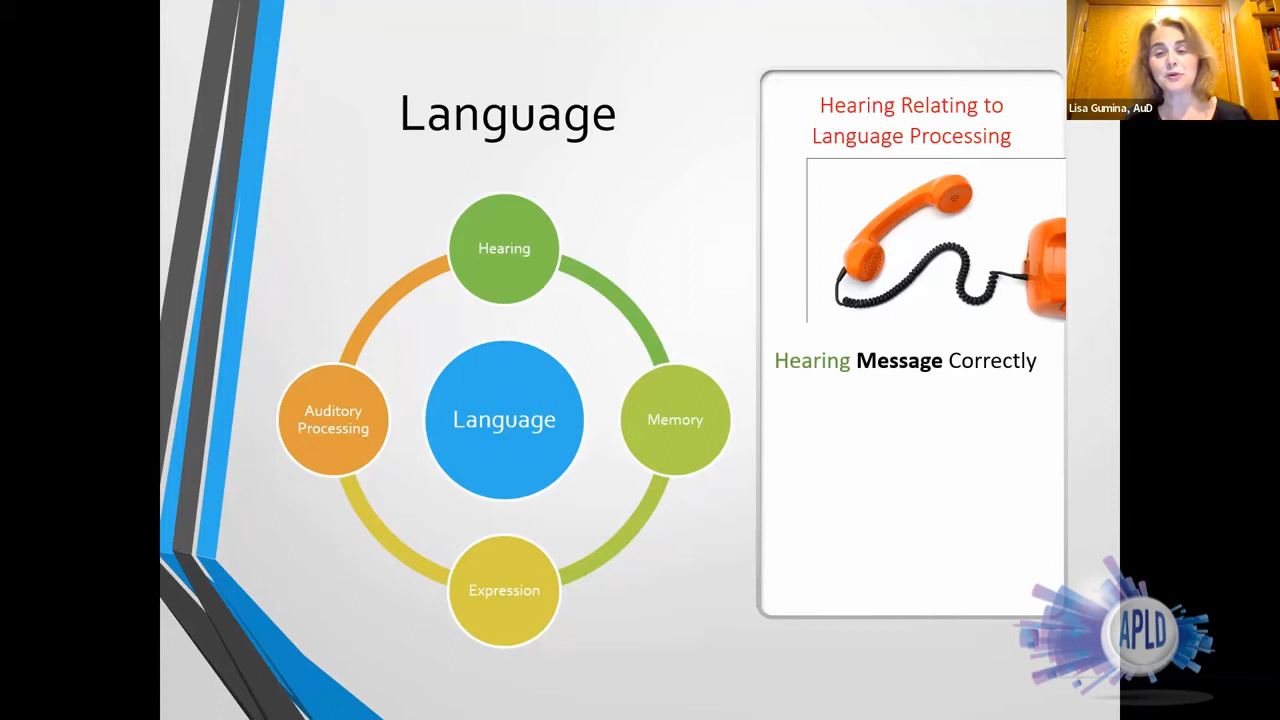 Language
Hearing
Auditory
Processing
Language
Memory
Expression
Hearing Relating to
Language Processing
Hearing Message Correctly
Lisa Gumina, AuD
APLD